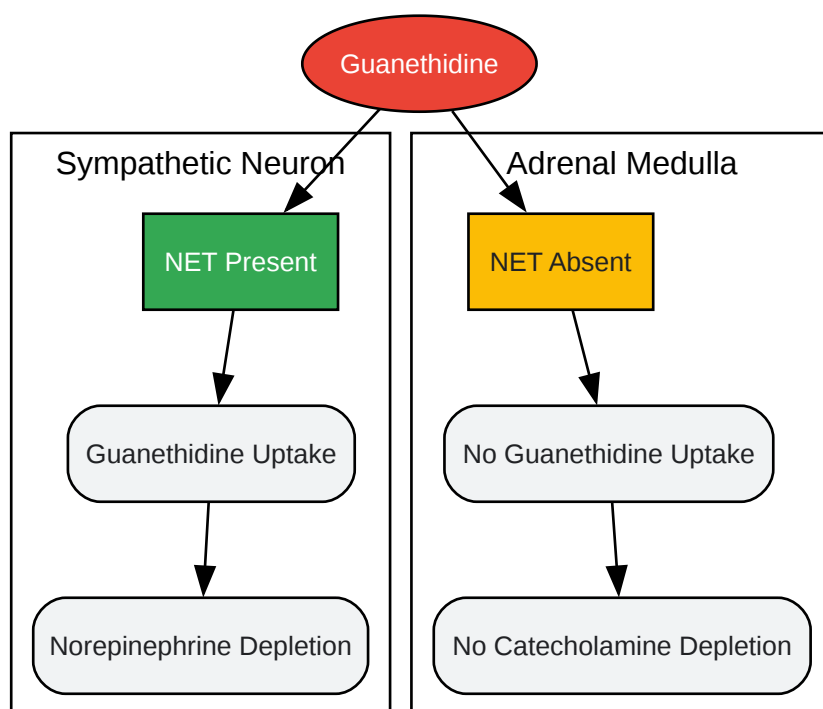 Guanethidine
Sympathetic Neuron
Adrenal Medulla
NET Present
NET Absent
Guanethidine Uptake
No Guanethidine Uptake
Norepinephrine Depletion
No Catecholamine Depletion